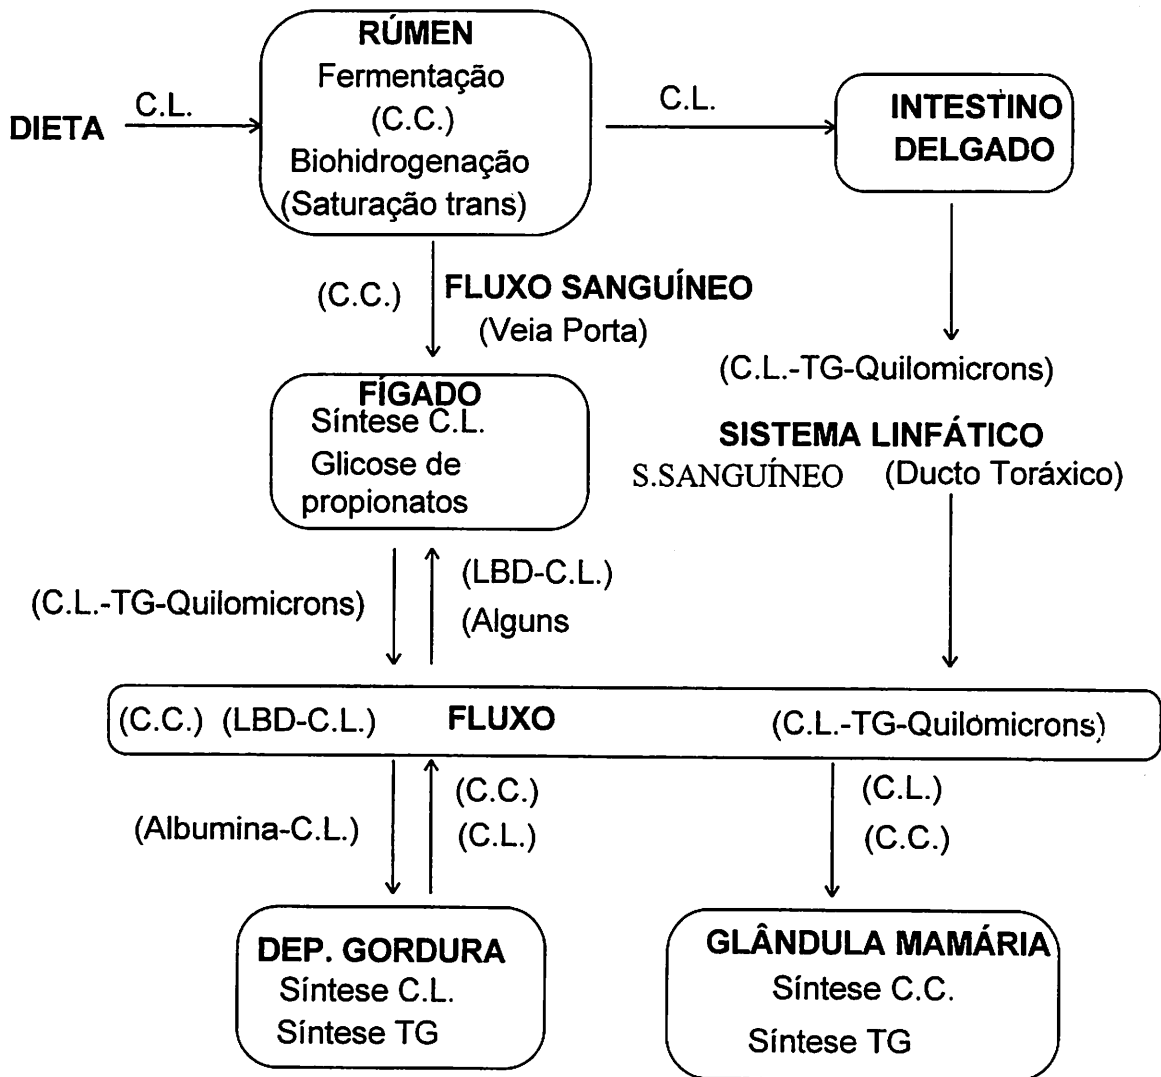 RÚMEN
Fermentação
(C.C.)
Biohidrogenação
(Saturação trans)
DIETA
C.L.
C.L.
INTESTINO
DELGADO
(C.C.)
FLUXO SANGUÍNEO
(Veia Porta)
(C.L.-TG-Quilomicrons)
FÍGADO
Síntese C.L.
Glicose de
propionatos
SISTEMA LINFÁTICO
S.SANGUÍNEO (Ducto Toráxico)
(C.L.-TG-Quilomicrons)
(LBD-C.L.)
(Alguns
(C.C.) (LBD-C.L.) FLUXO (C.L.-TG-Quilomicrons)
(Albumina-C.L.)
(C.C.)
(C.L.)
(C.L.)
(C.C.)
DEP. GORDURA
Síntese C.L.
Síntese TG
GLÂNDULA MAMÁRIA
Síntese C.C.
Síntese TG